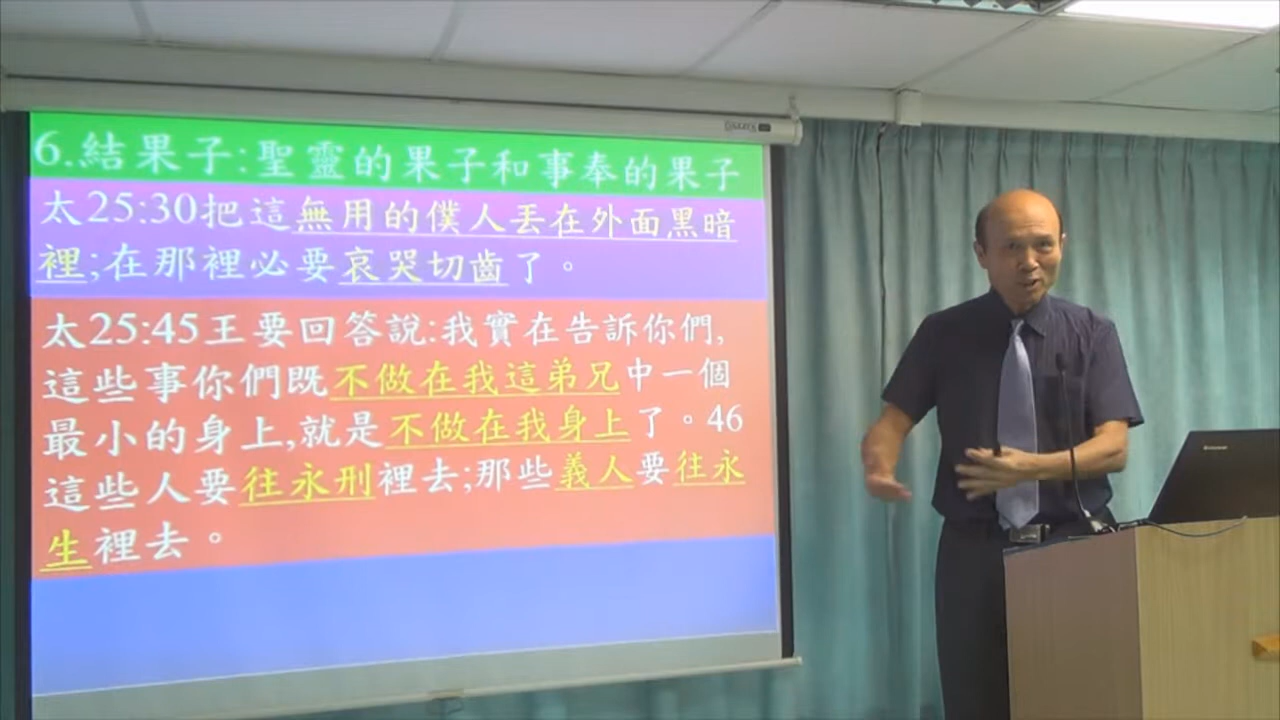 6.結果子:聖靈的果子和事奉的果子
太25:30把這無用的僕人丟在外面黑暗
裡;在那裡必要哀哭切齒了。
太25:45王要回答說:我實在告訴你們,
這些事你們既不做在我這弟兄中一個
最小的身上,就是不做在我身上了。46
這些人要往永刑裡去;那些義人要往永
生裡去。
lenovo